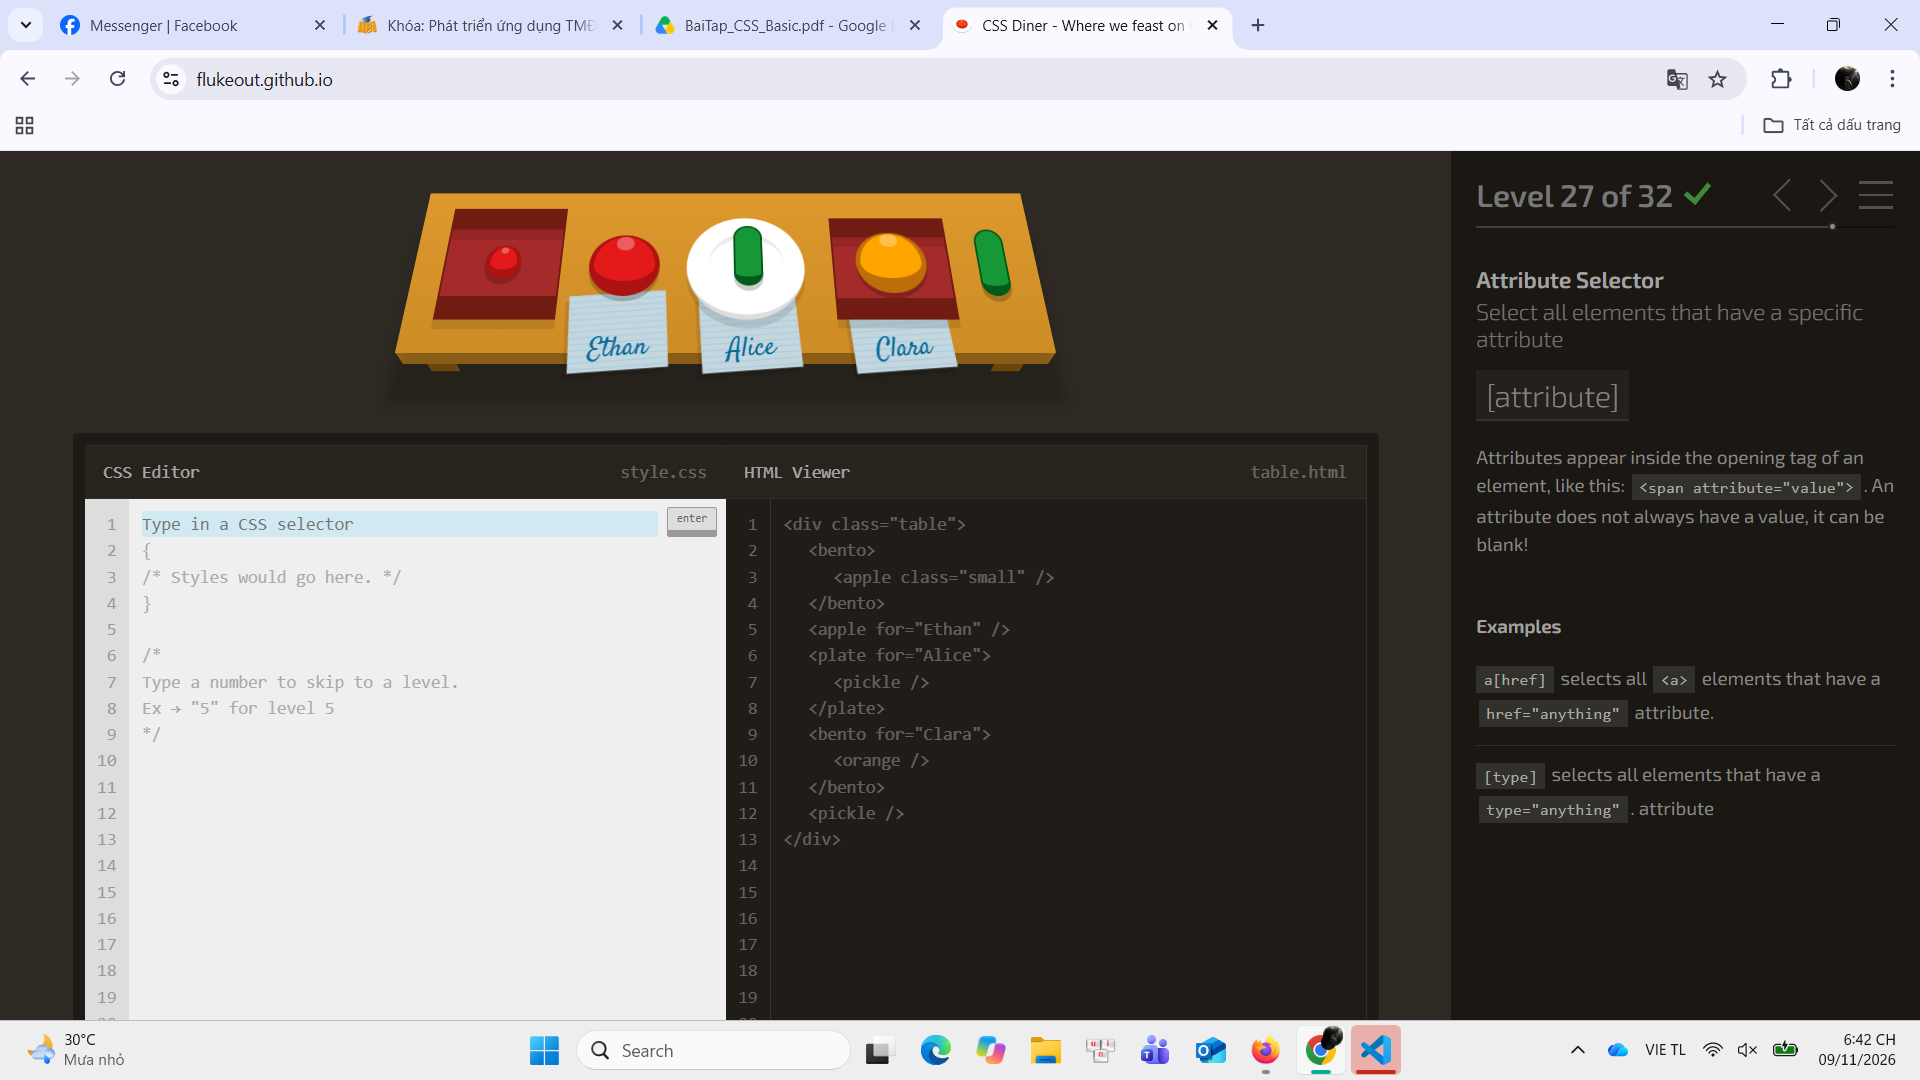 Messenger | Facebook
Khóa: Phát triển ứng dụng TMĐ
BaiTap_CSS_Basic.pdf - Google
CSS Diner - Where we feast on
flukeout.github.io
Tất cả dấu trang
Ethan
Alice
Clara
Level 27 of 32
Attribute Selector
Select all elements that have a specific
attribute
[attribute]
Attributes appear inside the opening tag of an
element, like this: <span attribute="value"> . An
attribute does not always have a value, it can be
blank!
Examples
a[href] selects all <a> elements that have a
href="anything" attribute.
[type] selects all elements that have a
type="anything" . attribute
CSS Editor
style.css
1 Type in a CSS selector
enter
2 {
3 /* Styles would go here. */
4 }
5
6 /*
7 Type a number to skip to a level.
8 Ex → "5" for level 5
9 */
10
11
12
13
14
15
16
17
18
19
HTML Viewer
table.html
1 <div class="table">
2 <bento>
3 <apple class="small" />
4 </bento>
5 <apple for="Ethan" />
6 <plate for="Alice">
7 <pickle />
8 </plate>
9 <bento for="Clara">
10 <orange />
11 </bento>
12 <pickle />
13 </div>
14
15
16
17
18
19
30°C
Mưa nhỏ
Search
VIE TL
6:42 CH
09/11/2026